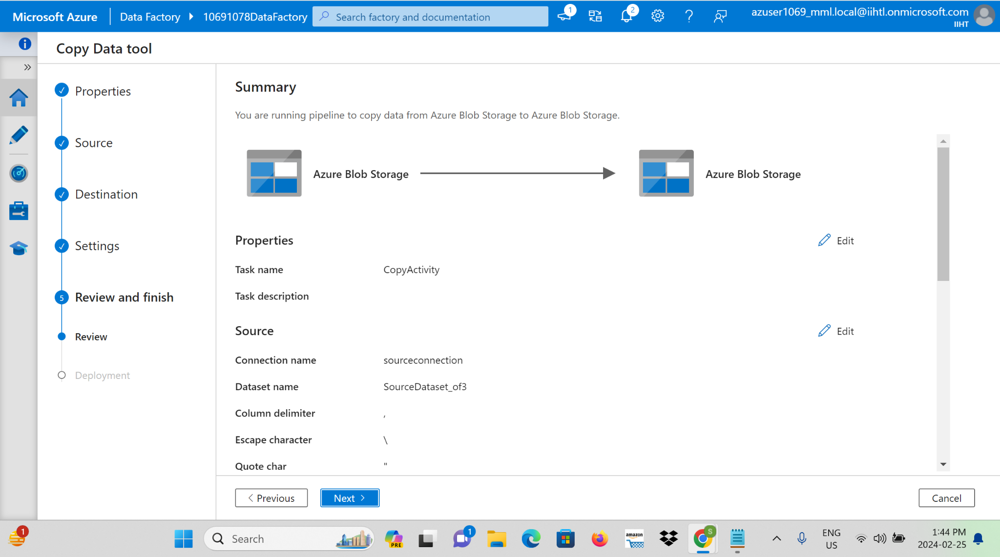 Microsoft Azure
Data Factory
10691078DataFactory
Search factory and documentation
1
2
azuser1069_mml.local@iihtl.onmicrosoft.com
IIHT
Copy Data tool
Properties
Source
Destination
Settings
5
Review and finish
Review
Deployment
Summary
You are running pipeline to copy data from Azure Blob Storage to Azure Blob Storage.
Azure Blob Storage
Azure Blob Storage
Properties
Edit
Task name
CopyActivity
Task description
Source
Edit
Connection name
sourceconnection
Dataset name
SourceDataset_of3
Column delimiter
,
Escape character
\
Quote char
"
Previous
Next
Cancel
1
Search
PRE
1
amazon
S
ENG
US
1:44 PM
2024-02-25